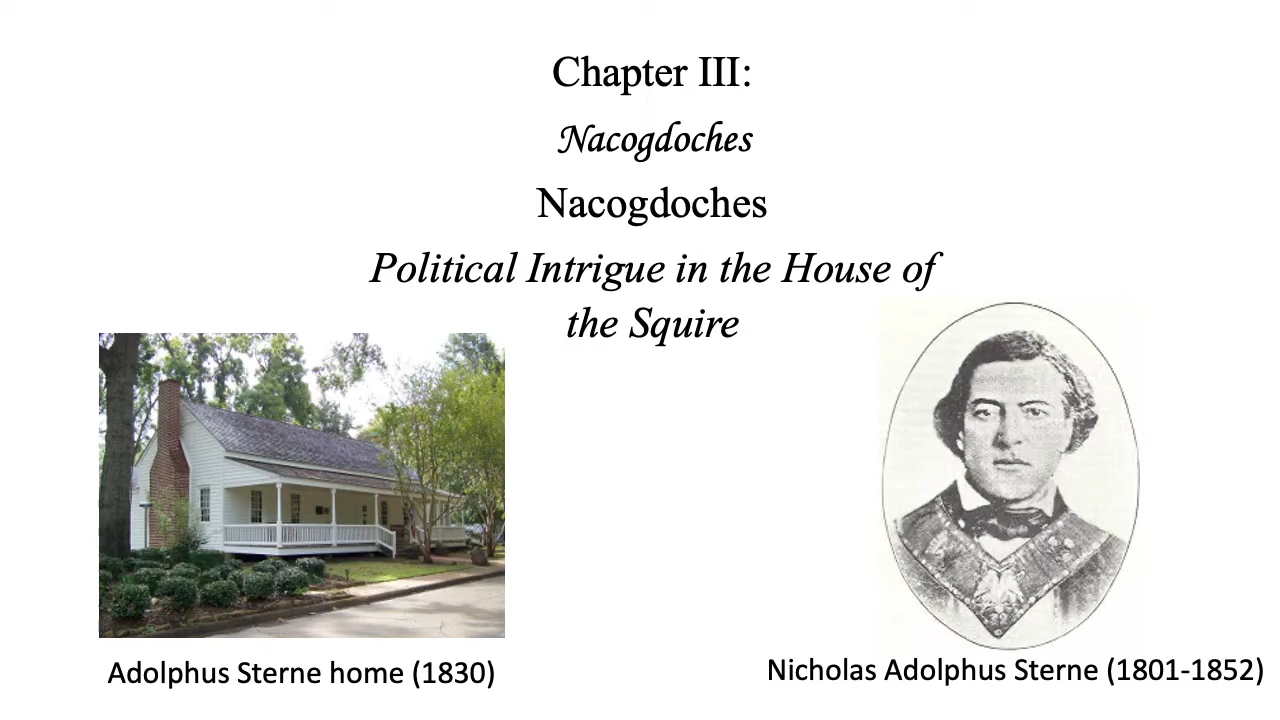 Chapter III:
Nacogdoches
Nacogdoches
Political Intrigue in the House of
the Squire
Adolphus Sterne home (1830)
Nicholas Adolphus Sterne (1801-1852)